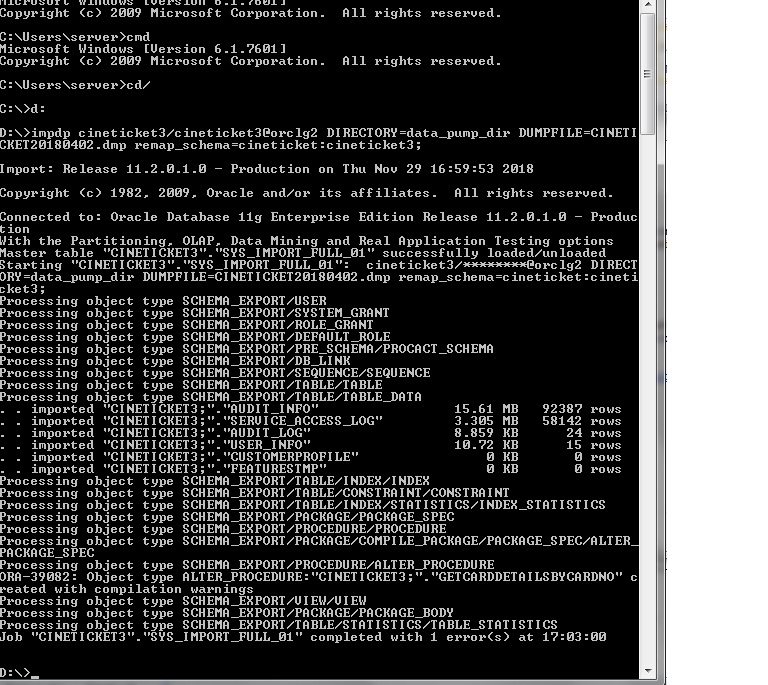 Microsoft Windows [Version 6.1.7601]
Copyright (c) 2009 Microsoft Corporation.  All rights reserved.
C:\Users\server>cmd
Microsoft Windows [Version 6.1.7601]
Copyright (c) 2009 Microsoft Corporation.  All rights reserved.
C:\Users\server>cd/
C:\>d:
D:\>impdp cineticket3/cineticket3@orclg2 DIRECTORY=data_pump_dir DUMPFILE=CINETI
CKET20180402.dmp remap_schema=cineticket:cineticket3;
Import: Release 11.2.0.1.0 - Production on Thu Nov 29 16:59:53 2018
Copyright (c) 1982, 2009, Oracle and/or its affiliates.  All rights reserved.
Connected to: Oracle Database 11g Enterprise Edition Release 11.2.0.1.0 - Produc
tion
With the Partitioning, OLAP, Data Mining and Real Application Testing options
Master table "CINETICKET3"."SYS_IMPORT_FULL_01" successfully loaded/unloaded
Starting "CINETICKET3"."SYS_IMPORT_FULL_01":  cineticket3/********@orclg2 DIRECT
ORY=data_pump_dir DUMPFILE=CINETICKET20180402.dmp remap_schema=cineticket:cineti
cket3;
Processing object type SCHEMA_EXPORT/USER
Processing object type SCHEMA_EXPORT/SYSTEM_GRANT
Processing object type SCHEMA_EXPORT/ROLE_GRANT
Processing object type SCHEMA_EXPORT/DEFAULT_ROLE
Processing object type SCHEMA_EXPORT/PRE_SCHEMA/PROCACT_SCHEMA
Processing object type SCHEMA_EXPORT/DB_LINK
Processing object type SCHEMA_EXPORT/SEQUENCE/SEQUENCE
Processing object type SCHEMA_EXPORT/TABLE/TABLE
Processing object type SCHEMA_EXPORT/TABLE/TABLE_DATA
. . imported "CINETICKET3;"."AUDIT_INFO"                 15.61 MB   92387 rows
. . imported "CINETICKET3;"."SERVICE_ACCESS_LOG"         3.305 MB   58142 rows
. . imported "CINETICKET3;"."AUDIT_LOG"                  8.859 KB      24 rows
. . imported "CINETICKET3;"."USER_INFO"                  10.72 KB      15 rows
. . imported "CINETICKET3;"."CUSTOMERPROFILE"                0 KB       0 rows
. . imported "CINETICKET3;"."FEATURESTMP"                    0 KB       0 rows
Processing object type SCHEMA_EXPORT/TABLE/INDEX/INDEX
Processing object type SCHEMA_EXPORT/TABLE/CONSTRAINT/CONSTRAINT
Processing object type SCHEMA_EXPORT/TABLE/INDEX/STATISTICS/INDEX_STATISTICS
Processing object type SCHEMA_EXPORT/PACKAGE/PACKAGE_SPEC
Processing object type SCHEMA_EXPORT/PROCEDURE/PROCEDURE
Processing object type SCHEMA_EXPORT/PACKAGE/COMPILE_PACKAGE/PACKAGE_SPEC/ALTER_
PACKAGE_SPEC
Processing object type SCHEMA_EXPORT/PROCEDURE/ALTER_PROCEDURE
ORA-39082: Object type ALTER_PROCEDURE:"CINETICKET3;"."GETCARDDETAILSBYCARDNO" c
reated with compilation warnings
Processing object type SCHEMA_EXPORT/VIEW/VIEW
Processing object type SCHEMA_EXPORT/PACKAGE/PACKAGE_BODY
Processing object type SCHEMA_EXPORT/TABLE/STATISTICS/TABLE_STATISTICS
Job "CINETICKET3"."SYS_IMPORT_FULL_01" completed with 1 error(s) at 17:03:00
D:\>_